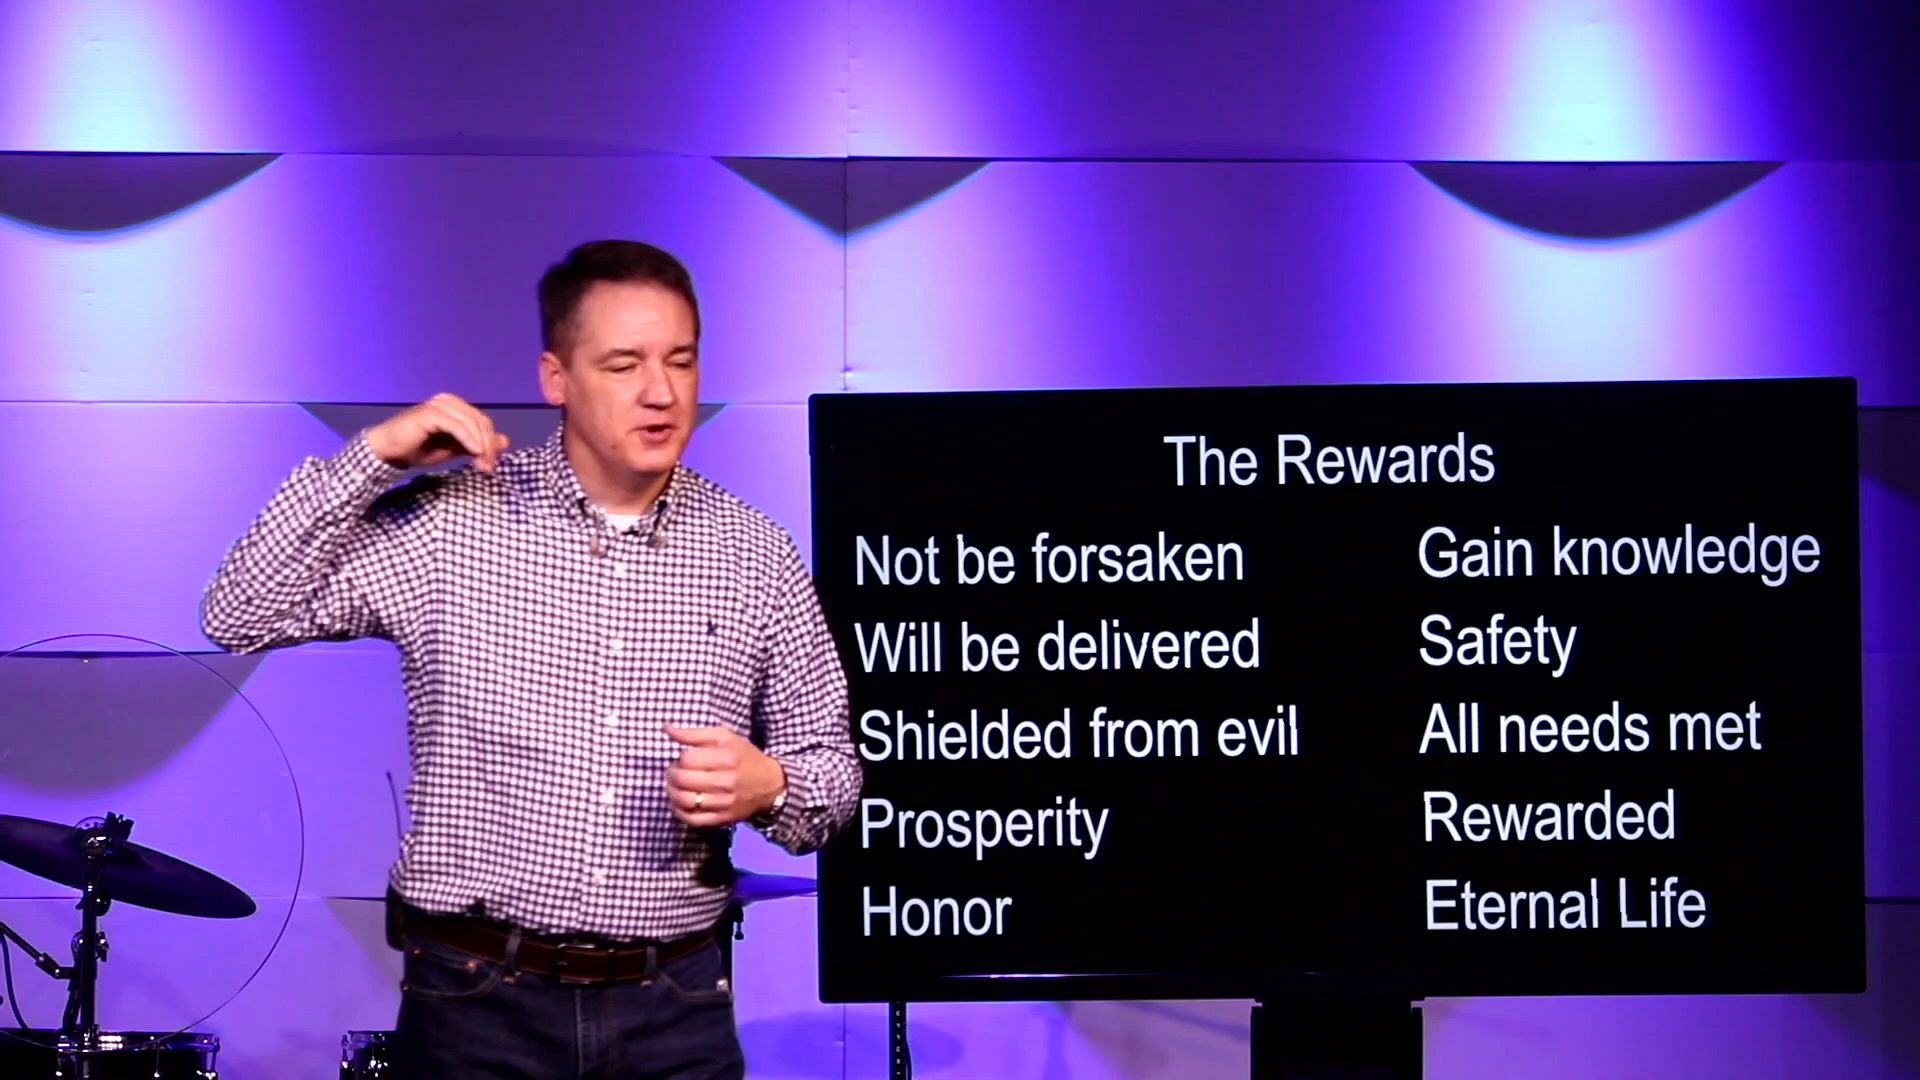 The Rewards
Not be forsaken
Will be delivered
Shielded from evil
Prosperity
Honor
Gain knowledge
Safety
All needs met
Rewarded
Eternal Life